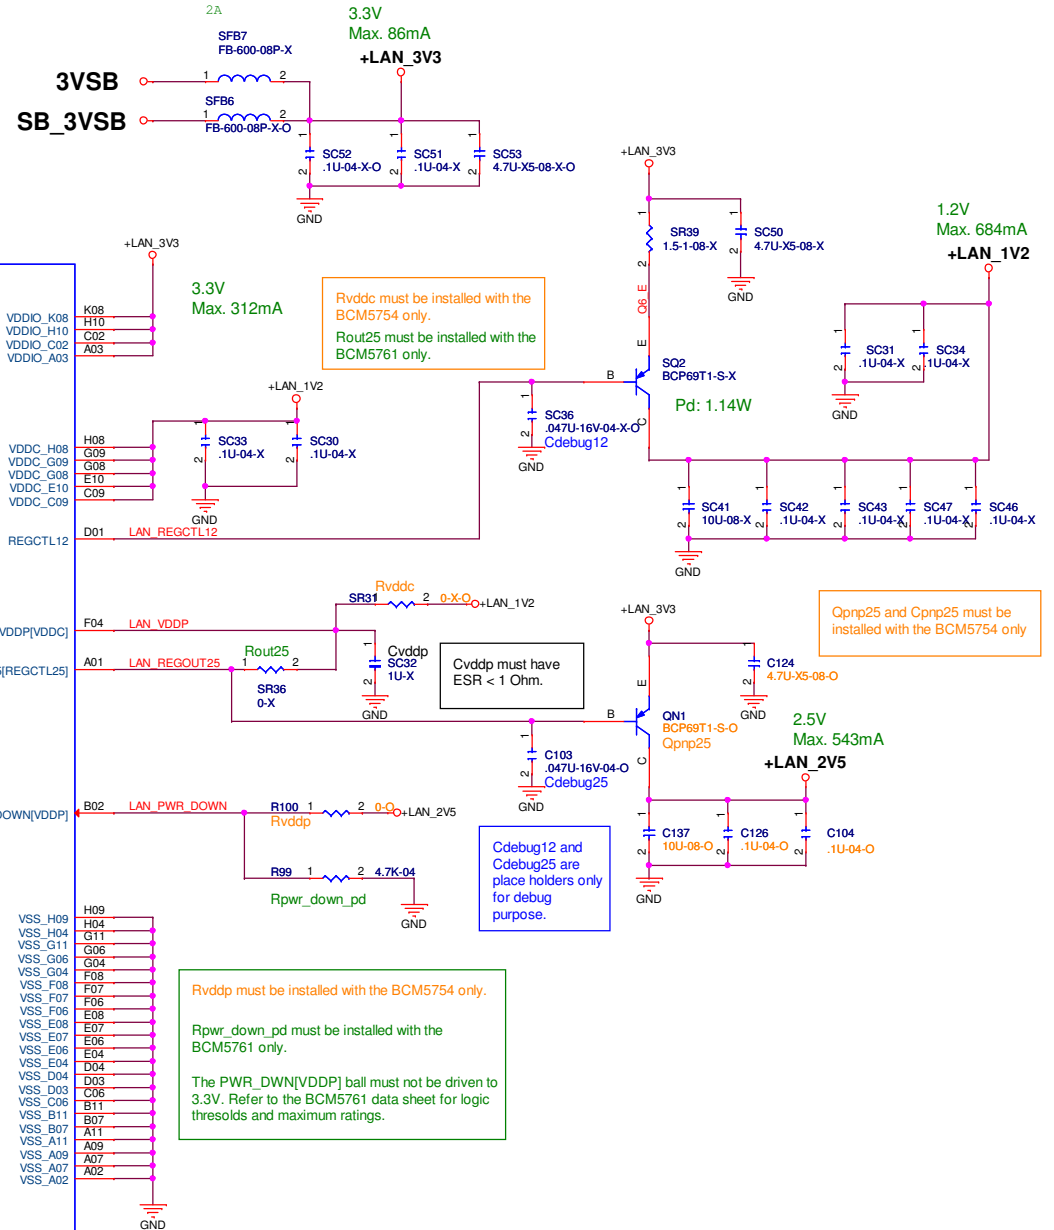 2A
SFB7
FB-600-08P-X
3VSB
1
2
SFB6
SB_3VSB
1
2
FB-600-08P-X-O
3.3V
Max. 86mA
+LAN_3V3
1
SC52
.1U-04-X-O
2
1
SC51
.1U-04-X
2
1
SC53
4.7U-X5-08-X-O
2
GND
+LAN_3V3
1
SR39
1.5-1-08-X
2
1
SC50
4.7U-X5-08-X
2
GND
Q6_E
1.2V
Max. 684mA
+LAN_1V2
1
SC31
.1U-04-X
2
1
SC34
.1U-04-X
2
GND
+LAN_3V3
3.3V
Max. 312mA
Rvddc must be installed with the
BCM5754 only.
Rout25 must be installed with the
BCM5761 only.
VDDIO_K08
K08
VDDIO_H10
H10
VDDIO_C02
C02
VDDIO_A03
A03
E
B
C
SQ2
BCP69T1-S-X
Pd: 1.14W
+LAN_1V2
1
SC33
.1U-04-X
2
1
SC30
.1U-04-X
2
GND
1
SC36
.047U-16V-04-X-O
Cdebug12
2
GND
VDDC_H08
H08
VDDC_G09
G09
VDDC_G08
G08
VDDC_E10
E10
VDDC_C09
C09
REGCTL12
D01
LAN_REGCTL12
1
SC41
10U-08-X
2
1
SC42
.1U-04-X
2
1
SC43
.1U-04-X
2
1
SC47
.1U-04-X
2
1
SC46
.1U-04-X
2
GND
Rvddc
SR31
1
2
0-X-O
+LAN_1V2
VDDP[VDDC]
F04
LAN_VDDP
5[REGCTL25]
A01
LAN_REGOUT25
Rout25
1
2
SR36
0-X
1
Cvddp
SC32
1U-X
2
GND
Cvddp must have
ESR < 1 Ohm.
+LAN_3V3
Qpnp25 and Cpnp25 must be
installed with the BCM5754 only
1
C124
4.7U-X5-08-O
2
GND
E
B
C
QN1
BCP69T1-S-O
Qpnp25
2.5V
Max. 543mA
+LAN_2V5
1
C103
.047U-16V-04-O
Cdebug25
2
GND
OWN[VDDP]
B02
LAN_PWR_DOWN
R100
1
2
0-O
+LAN_2V5
Rvddp
R99
1
2
4.7K-04
Rpwr_down_pd
GND
1
C137
10U-08-O
2
1
C126
.1U-04-O
2
1
C104
.1U-04-O
2
GND
Cdebug12 and
Cdebug25 are
place holders only
for debug
purpose.
VSS_H09
H09
VSS_H04
H04
VSS_G11
G11
VSS_G06
G06
VSS_G04
G04
VSS_F08
F08
VSS_F07
F07
VSS_F06
F06
VSS_E08
E08
VSS_E07
E07
VSS_E06
E06
VSS_E04
E04
VSS_D04
D04
VSS_D03
D03
VSS_C06
C06
VSS_B11
B11
VSS_B07
B07
VSS_A11
A11
VSS_A09
A09
VSS_A07
A07
VSS_A02
A02
GND
Rvddp must be installed with the BCM5754 only.
Rpwr_down_pd must be installed with the
BCM5761 only.
The PWR_DWN[VDDP] ball must not be driven to
3.3V. Refer to the BCM5761 data sheet for logic
thresolds and maximum ratings.